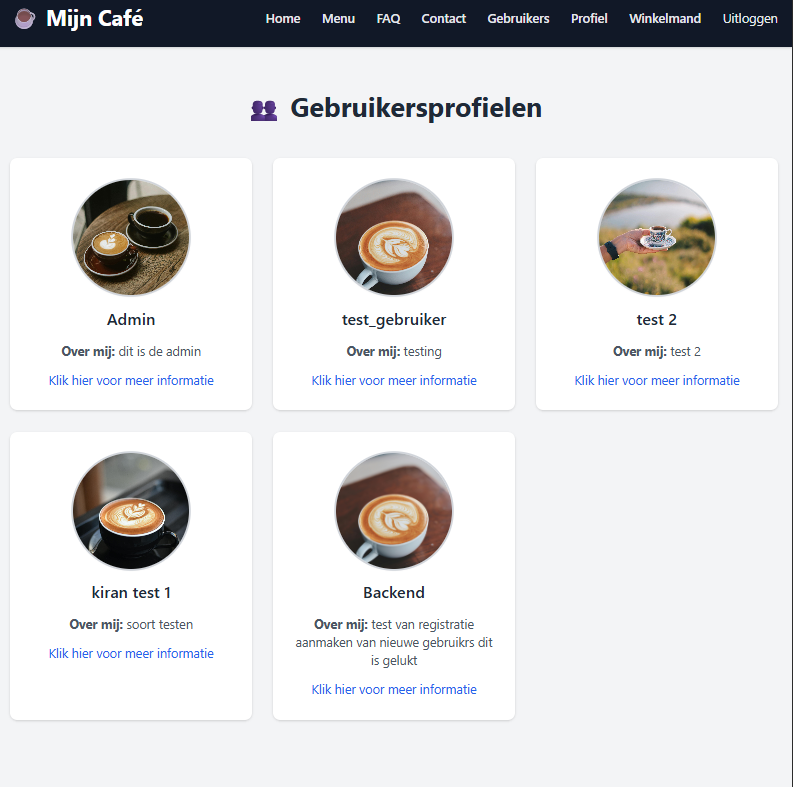 Mijn Café
Home Menu FAQ Contact Gebruikers Profiel Winkelmand Uitloggen
Gebruikersprofielen
Admin
Over mij: dit is de admin
Klik hier voor meer informatie
test_gebruiker
Over mij: testing
Klik hier voor meer informatie
test 2
Over mij: test 2
Klik hier voor meer informatie
kiran test 1
Over mij: soort testen
Klik hier voor meer informatie
Backend
Over mij: test van registratie
aanmaken van nieuwe gebruikrs dit
is gelukt
Klik hier voor meer informatie